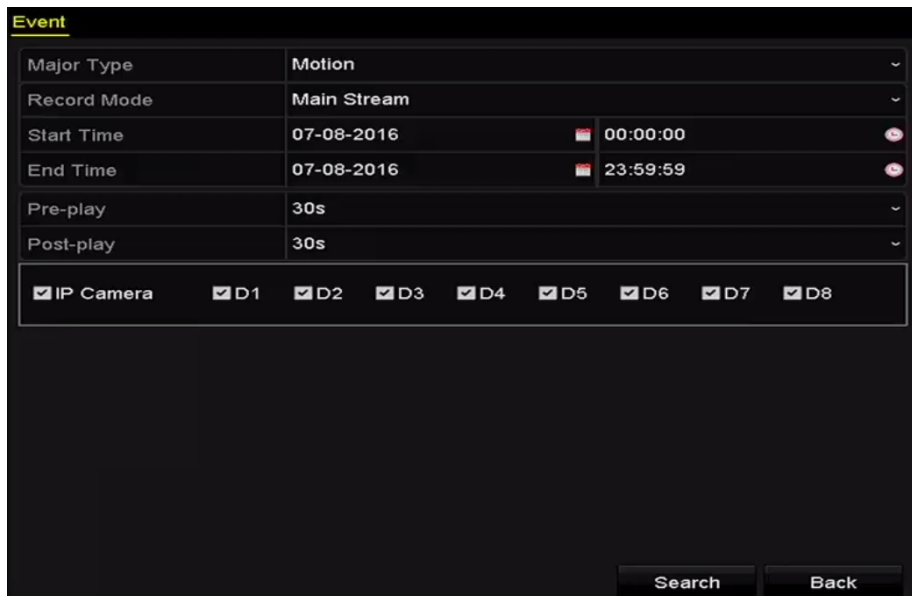 Event
Major Type Motion
Record Mode Main Stream
Start Time 07-08-2016 00:00:00
End Time 07-08-2016 23:59:59
Pre-play 30s
Post-play 30s
IP Camera D1 D2 D3 D4 D5 D6 D7 D8
Search Back